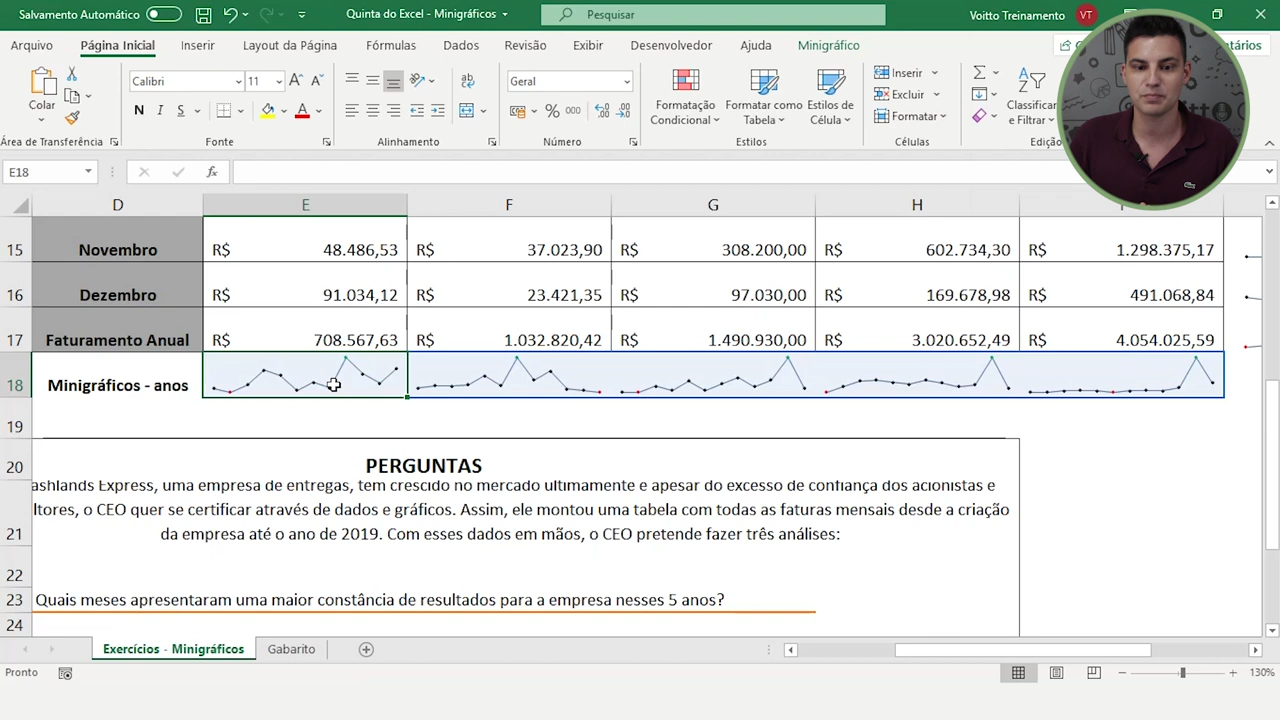 Salvamento Automático
Quinta do Excel - Minigráficos
Pesquisar
Voitto Treinamento
VT
Arquivo
Página Inicial
Inserir
Layout da Página
Fórmulas
Dados
Revisão
Exibir
Desenvolvedor
Ajuda
Minigráfico
Colar
Calibri
11
N I S
Geral
% 000
Formatação
Condicional
Formatar como
Tabela
Estilos de
Célula
Inserir
Excluir
Formatar
Classificar
e Filtrar
Área de Transferência
Fonte
Alinhamento
Número
Estilos
Células
E18
fx
D E F G H
15 Novembro R$ 48.486,53 R$ 37.023,90 R$ 308.200,00 R$ 602.734,30 R$ 1.298.375,17
16 Dezembro R$ 91.034,12 R$ 23.421,35 R$ 97.030,00 R$ 169.678,98 R$ 491.068,84
17 Faturamento Anual R$ 708.567,63 R$ 1.032.820,42 R$ 1.490.930,00 R$ 3.020.652,49 R$ 4.054.025,59
18 Minigráficos - anos
19
20 PERGUNTAS
ashlands Express, uma empresa de entregas, tem crescido no mercado ultimamente e apesar do excesso de confiança dos acionistas e
ltores, o CEO quer se certificar através de dados e gráficos. Assim, ele montou uma tabela com todas as faturas mensais desde a criação
21 da empresa até o ano de 2019. Com esses dados em mãos, o CEO pretende fazer três análises:
22
23 Quais meses apresentaram uma maior constância de resultados para a empresa nesses 5 anos?
24
Exercícios - Minigráficos
Gabarito
Pronto
130%